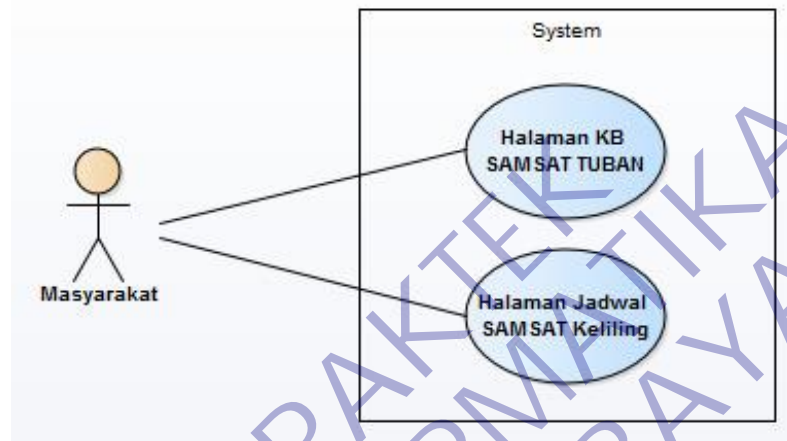 System
Halaman KB
SAMSAT TUBAN
Masyarakat
Halaman Jadwal
SAMSAT Keliling